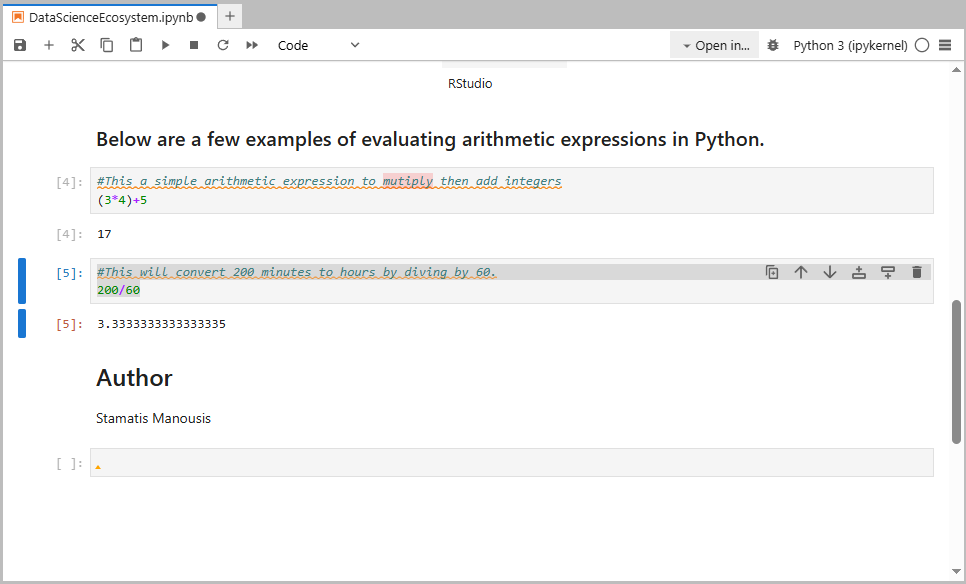 DataScienceEcosystem.ipynb
Code
Open in...
Python 3 (ipykernel)
RStudio
Below are a few examples of evaluating arithmetic expressions in Python.
[4]: #This a simple arithmetic expression to mutiply then add integers
(3*4)+5
[4]: 17
[5]: #This will convert 200 minutes to hours by diving by 60.
200/60
[5]: 3.3333333333333335
Author
Stamatis Manousis
[ ]: